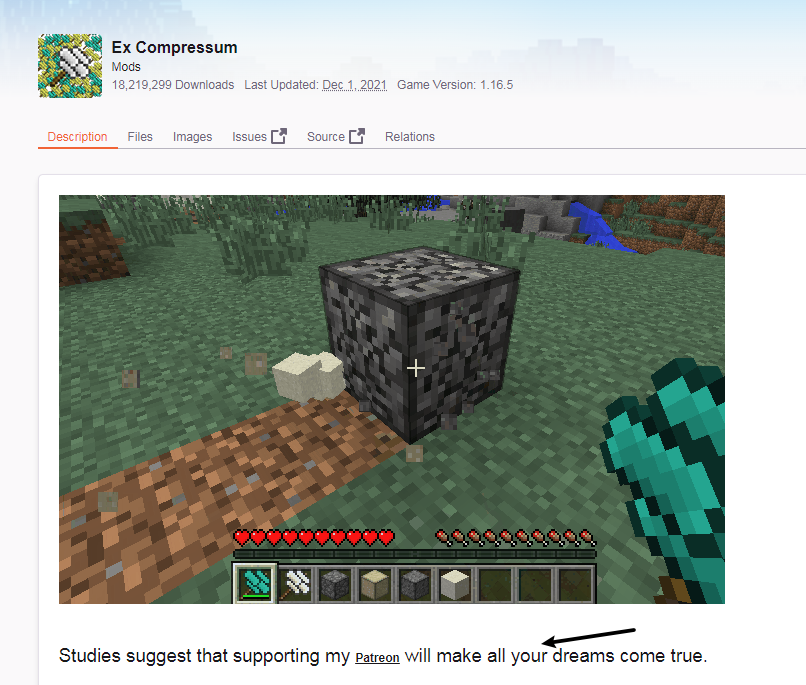 Ex Compressum
Mods
18,219,299 Downloads Last Updated: Dec 1, 2021 Game Version: 1.16.5
Description Files Images Issues Source Relations
Studies suggest that supporting my Patreon will make all your dreams come true.